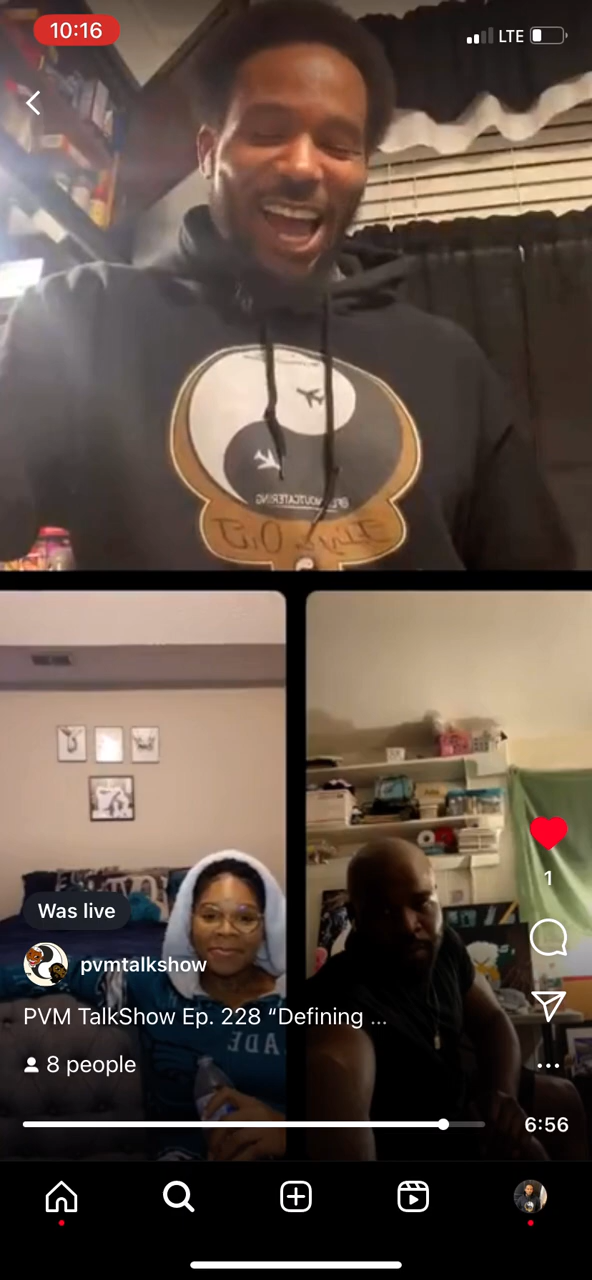 10:16
LTE
Was live
pvmtalkshow
PVM TalkShow Ep. 228 “Defining ...
8 people
1
6:56